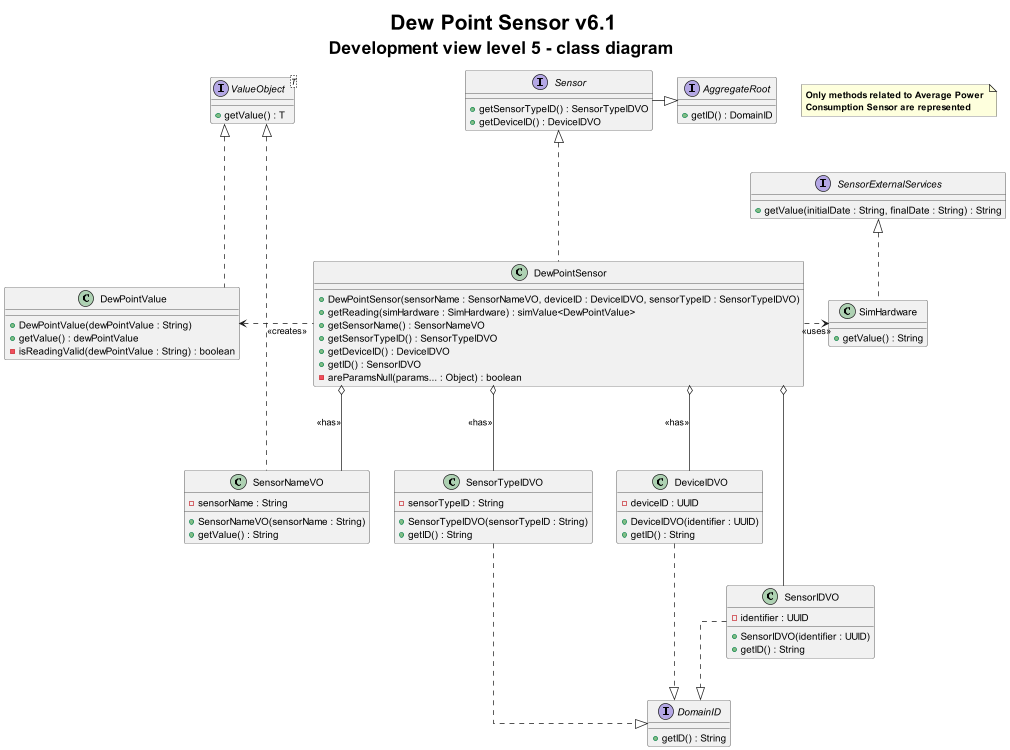 Dew Point Sensor v6.1
Development view level 5 - class diagram
I ValueObject T
getValue() : T
I Sensor
getSensorTypeID() : SensorTypeIDVO
getDeviceID() : DeviceIDVO
I AggregateRoot
getID() : DomainID
Only methods related to Average Power
Consumption Sensor are represented
I SensorExternalServices
getValue(initialDate : String, finalDate : String) : String
C DewPointValue
DewPointValue(dewPointValue : String)
getValue() : dewPointValue
isReadingValid(dewPointValue : String) : boolean
«creates»
C DewPointSensor
DewPointSensor(sensorName : SensorNameVO, deviceID : DeviceIDVO, sensorTypeID : SensorTypeIDVO)
getReading(simHardware : SimHardware) : simValue<DewPointValue>
getSensorName() : SensorNameVO
getSensorTypeID() : SensorTypeIDVO
getDeviceID() : DeviceIDVO
getID() : SensorIDVO
areParamsNull(params... : Object) : boolean
«uses»
C SimHardware
getValue() : String
«has»
«has»
«has»
C SensorNameVO
sensorName : String
SensorNameVO(sensorName : String)
getValue() : String
C SensorTypeIDVO
sensorTypeID : String
SensorTypeIDVO(sensorTypeID : String)
getID() : String
C DeviceIDVO
deviceID : UUID
DeviceIDVO(identifier : UUID)
getID() : String
C SensorIDVO
identifier : UUID
SensorIDVO(identifier : UUID)
getID() : String
I DomainID
getID() : String